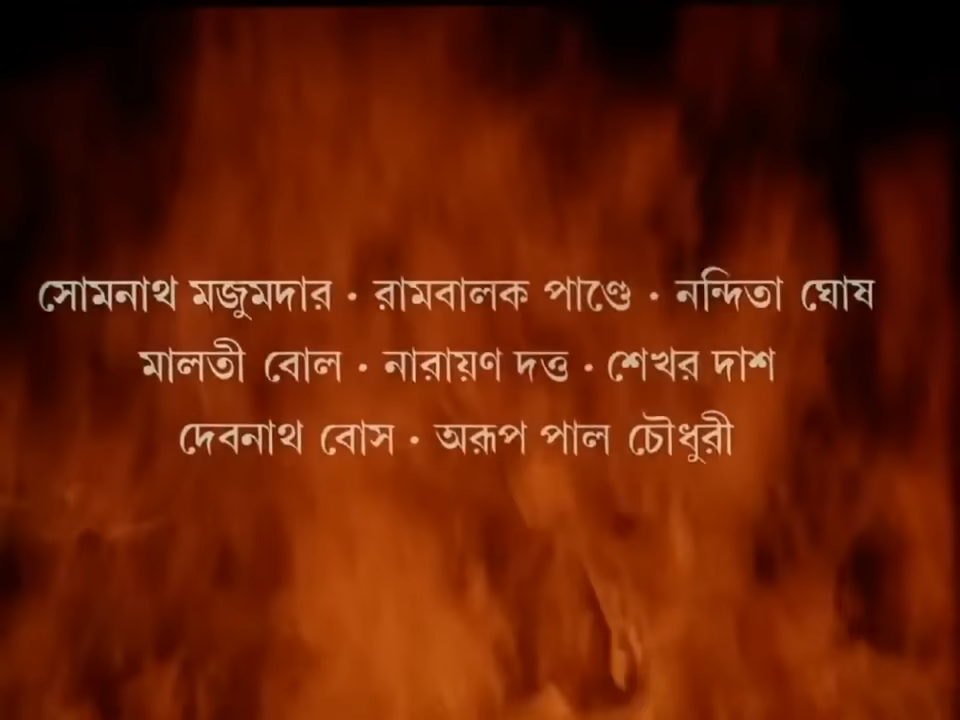 সোমনাথ মজুমদার · রামবালক পাণ্ডে · নন্দিতা ঘোষ
মালতী বোল · নারায়ণ দত্ত · শেখর দাশ
দেবনাথ বোস · অরূপ পাল চৌধুরী